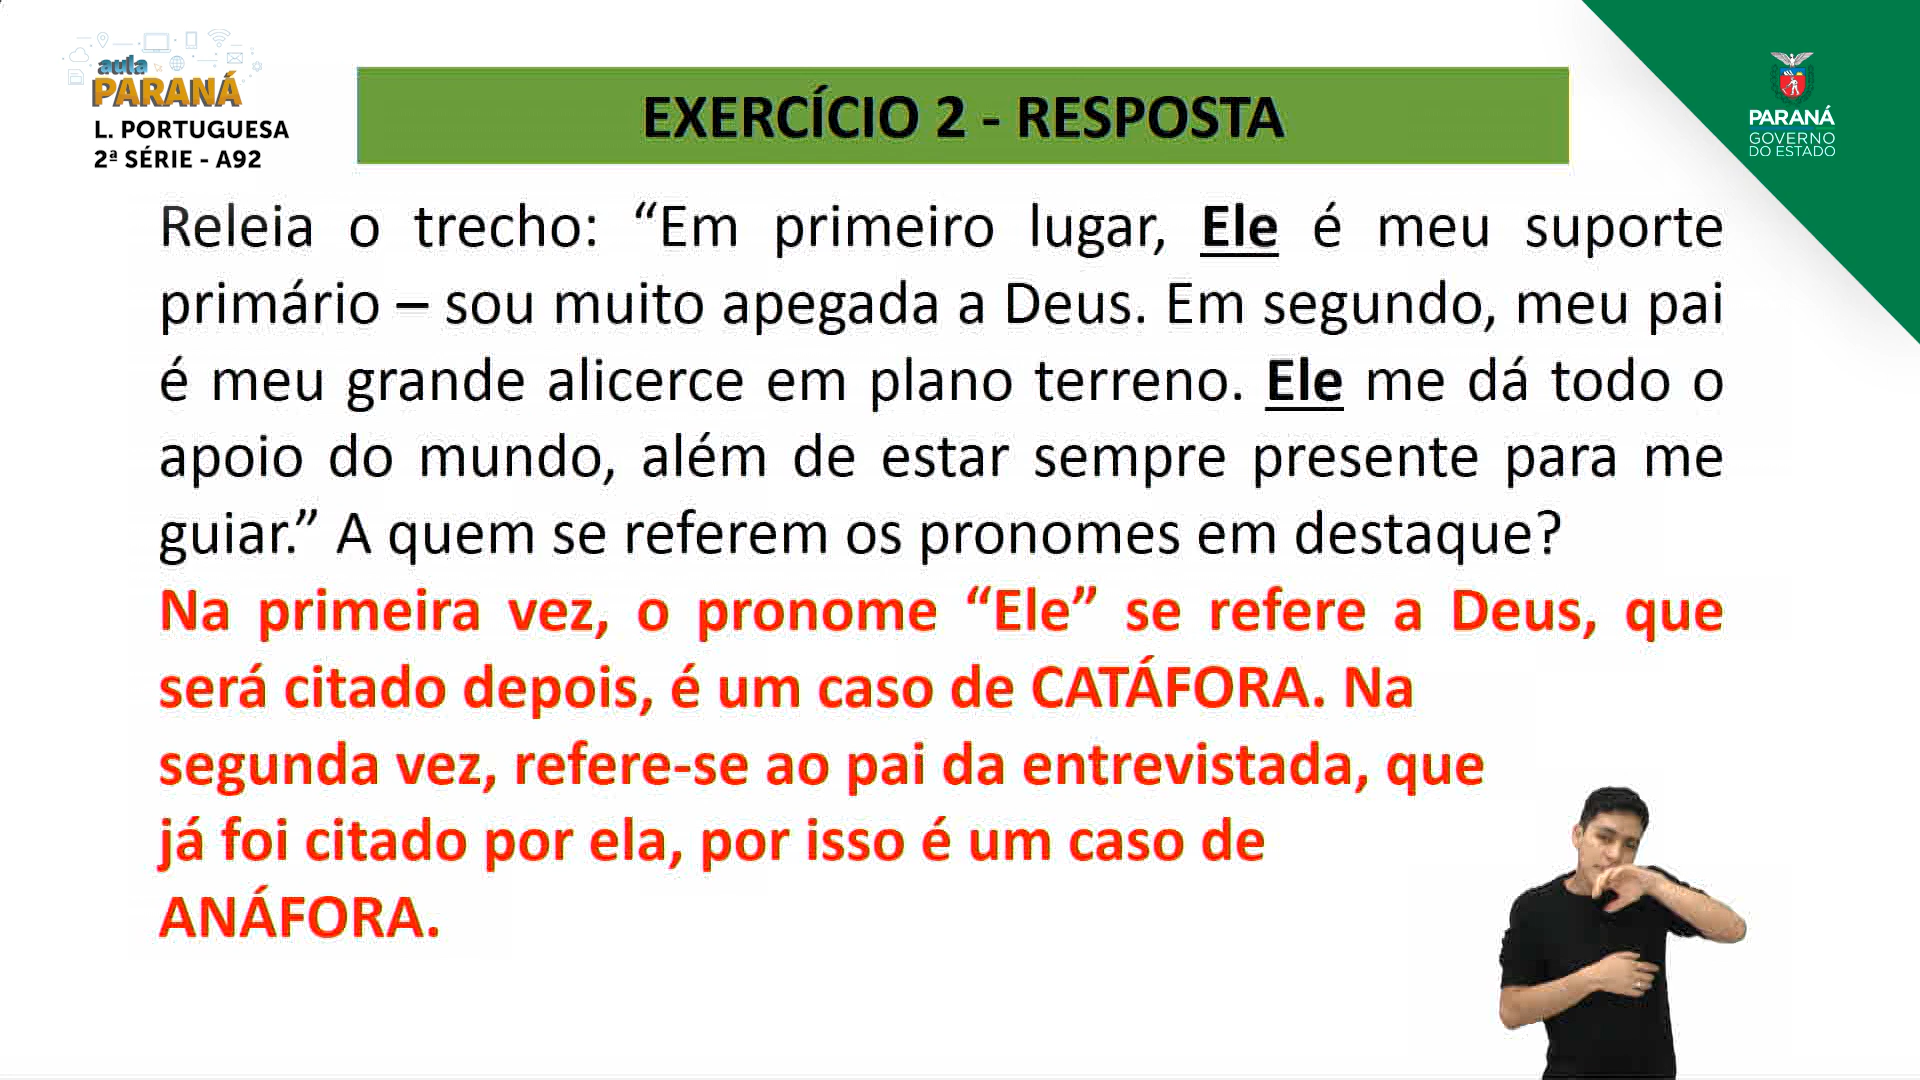 aula
PARANÁ
L. PORTUGUESA
2ª SÉRIE - A92
EXERCÍCIO 2 - RESPOSTA
PARANÁ
GOVERNO
DO ESTADO
Releia o trecho: “Em primeiro lugar, Ele é meu suporte
primário – sou muito apegada a Deus. Em segundo, meu pai
é meu grande alicerce em plano terreno. Ele me dá todo o
apoio do mundo, além de estar sempre presente para me
guiar.” A quem se referem os pronomes em destaque?
Na primeira vez, o pronome “Ele” se refere a Deus, que
será citado depois, é um caso de CATÁFORA. Na
segunda vez, refere-se ao pai da entrevistada, que
já foi citado por ela, por isso é um caso de
ANÁFORA.